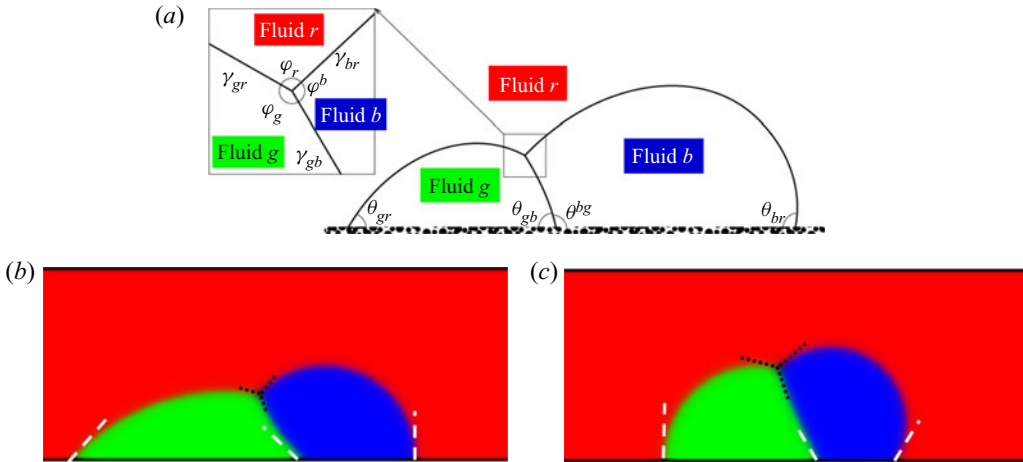 (a)
Fluid r
γgr
φr
γbr
φb
φg
Fluid b
Fluid g
γgb
Fluid r
Fluid b
Fluid g
θgr
θgb
θbg
θbr
(b)
(c)